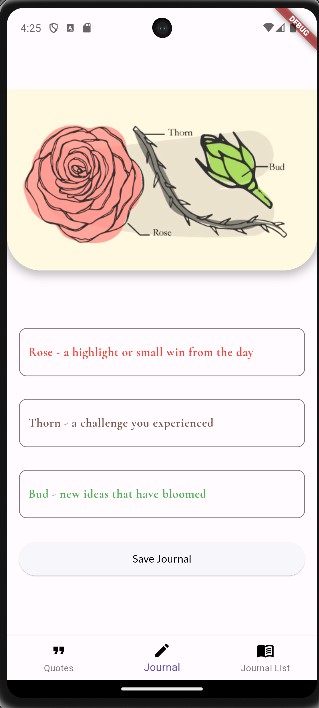 4:25
DEBUG
Thorn
Bud
Rose
Rose - a highlight or small win from the day
Thorn - a challenge you experienced
Bud - new ideas that have bloomed
Save Journal
Quotes
Journal
Journal List